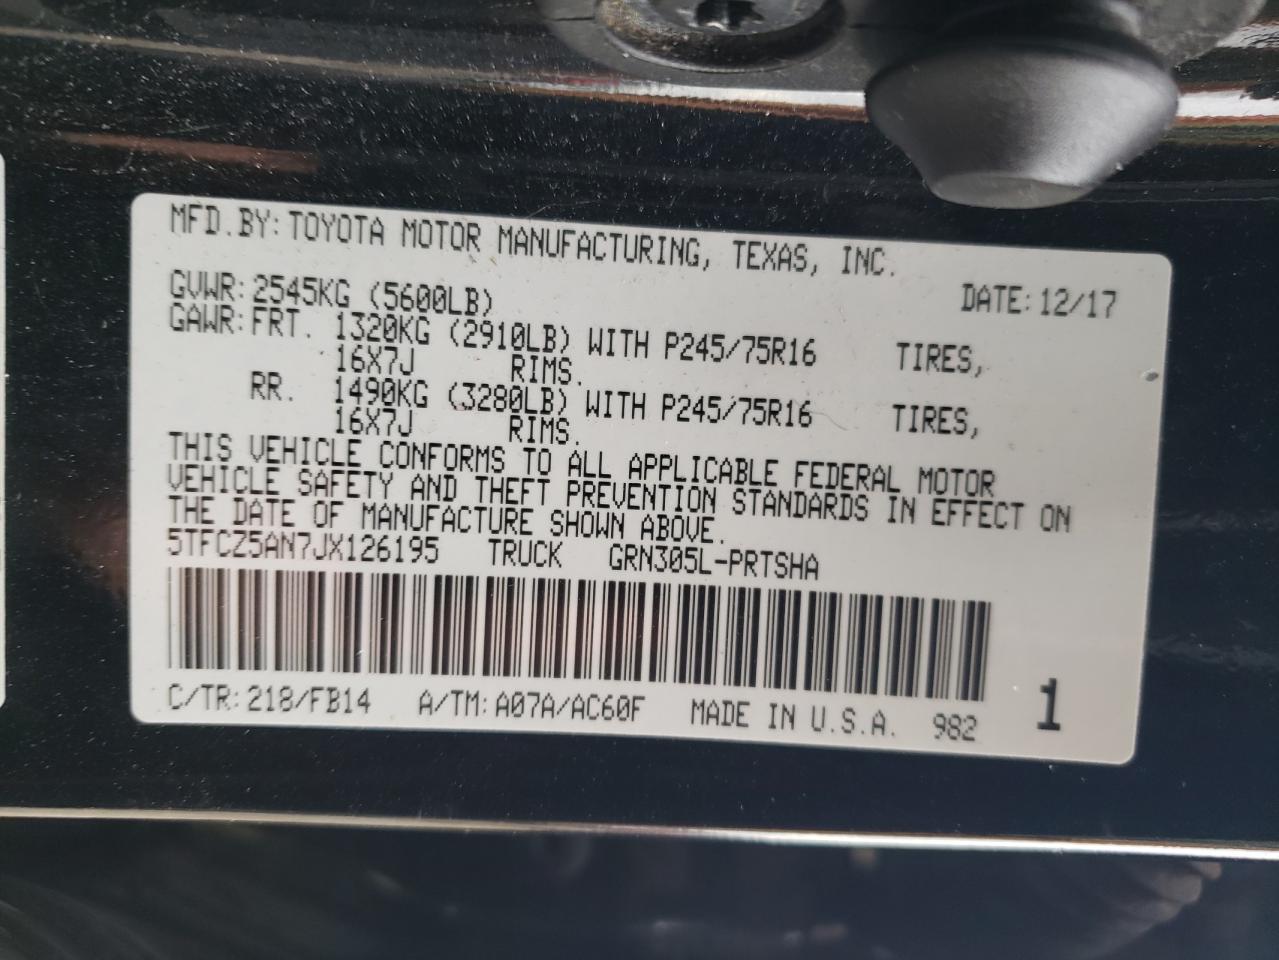 MFD. BY: TOYOTA MOTOR MANUFACTURING, TEXAS, INC.
GVWR: 2545KG (5600LB) DATE: 12/17
GAWR: FRT. 1320KG (2910LB) WITH P245/75R16 TIRES,
16X7J RIMS.
RR. 1490KG (3280LB) WITH P245/75R16 TIRES,
16X7J RIMS.
THIS VEHICLE CONFORMS TO ALL APPLICABLE FEDERAL MOTOR
VEHICLE SAFETY AND THEFT PREVENTION STANDARDS IN EFFECT ON
THE DATE OF MANUFACTURE SHOWN ABOVE.
5TFCZ5AN7JX126195 TRUCK GRN305L-PRTSHA
C/TR: 218/FB14 A/TM: A07A/AC60F MADE IN U.S.A. 982 1